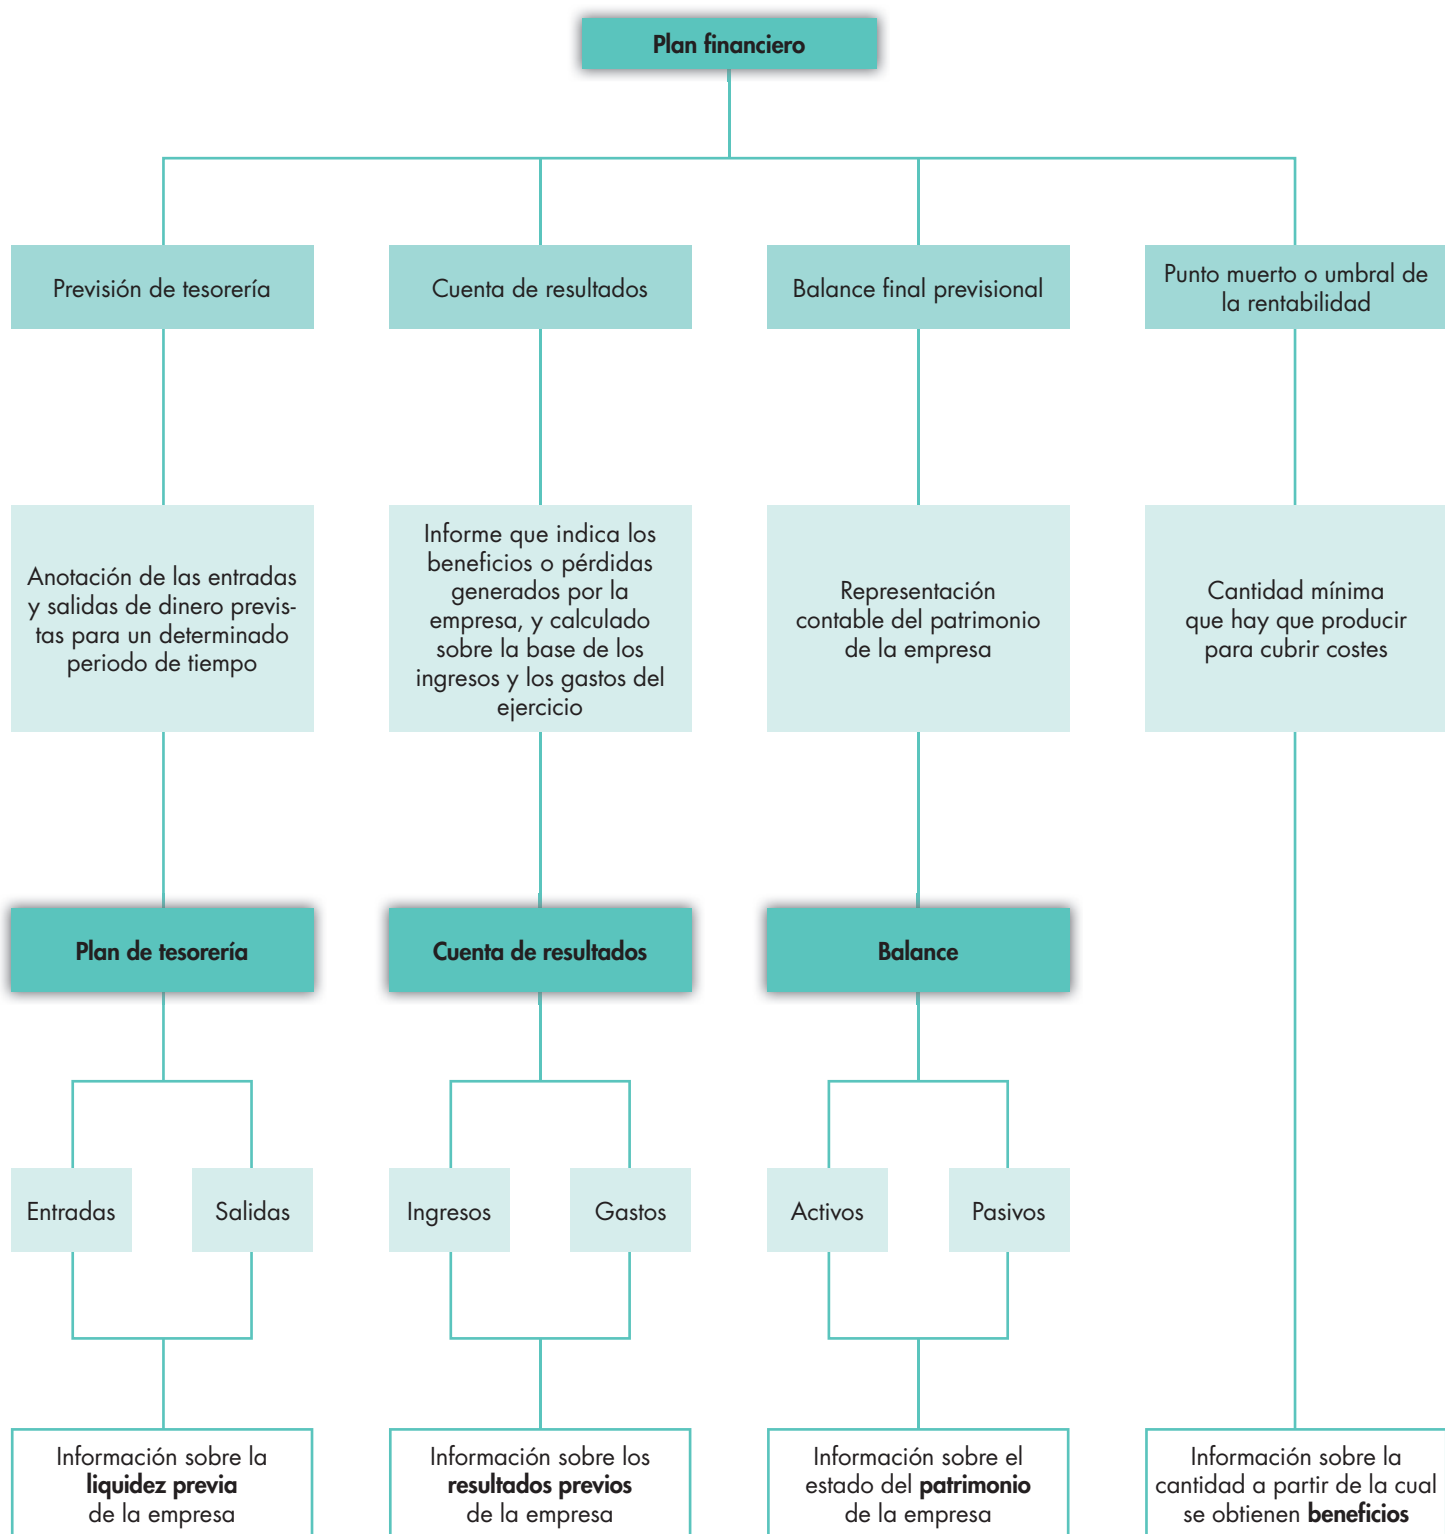 Plan financiero
Previsión de tesorería
Cuenta de resultados
Balance final previsional
Punto muerto o umbral de
la rentabilidad
Anotación de las entradas
y salidas de dinero previs-
tas para un determinado
periodo de tiempo
Informe que indica los
beneficios o pérdidas
generados por la
empresa, y calculado
sobre la base de los
ingresos y los gastos del
ejercicio
Representación
contable del patrimonio
de la empresa
Cantidad mínima
que hay que producir
para cubrir costes
Plan de tesorería
Cuenta de resultados
Balance
Entradas
Salidas
Ingresos
Gastos
Activos
Pasivos
Información sobre la
liquidez previa
de la empresa
Información sobre los
resultados previos
de la empresa
Información sobre el
estado del patrimonio
de la empresa
Información sobre la
cantidad a partir de la cual
se obtienen beneficios